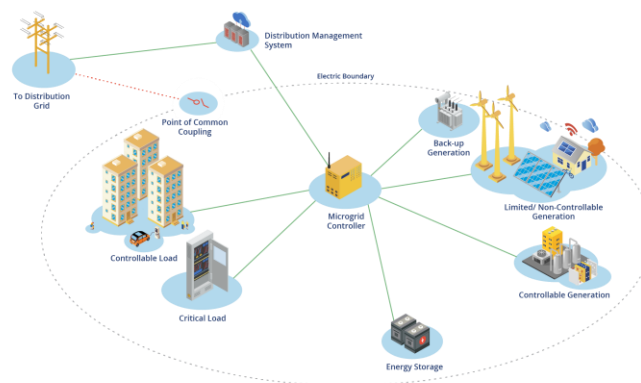 Distribution Management
System
To Distribution
Grid
Electric Boundary
Point of Common
Coupling
Back-up
Generation
Limited/ Non-Controllable
Generation
Microgrid
Controller
Controllable Load
Controllable Generation
Critical Load
Energy Storage